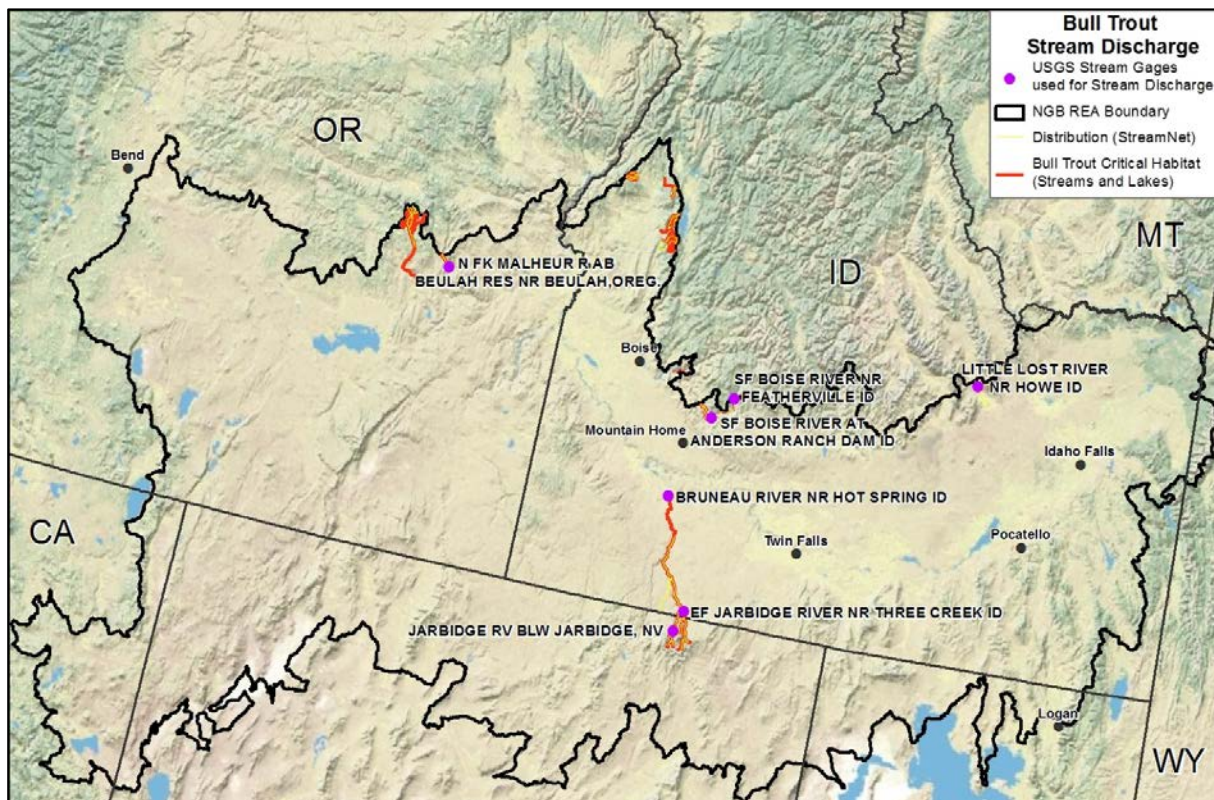 Bull Trout
Stream Discharge
USGS Stream Gages
used for Stream Discharge
NGB REA Boundary
Distribution (StreamNet)
Bull Trout Critical Habitat
(Streams and Lakes)
OR
Bend
MT
N FK MALHEUR R AB
BEULAH RES NR BEULAH,OREG.
ID
Boise
SF BOISE RIVER NR
FEATHERVILLE ID
LITTLE LOST RIVER
NR HOWE ID
Mountain Home
SF BOISE RIVER AT
ANDERSON RANCH DAM ID
Idaho Falls
BRUNEAU RIVER NR HOT SPRING ID
CA
Twin Falls
Pocatello
EF JARBIDGE RIVER NR THREE CREEK ID
JARBIDGE RV BLW JARBIDGE, NV
Logan
WY